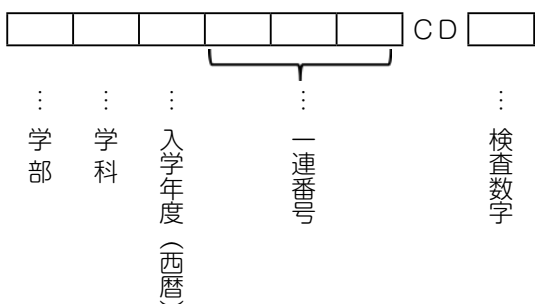 CD
…学部
…学科
…入学年度（西暦）
…一連番号
…検査数字